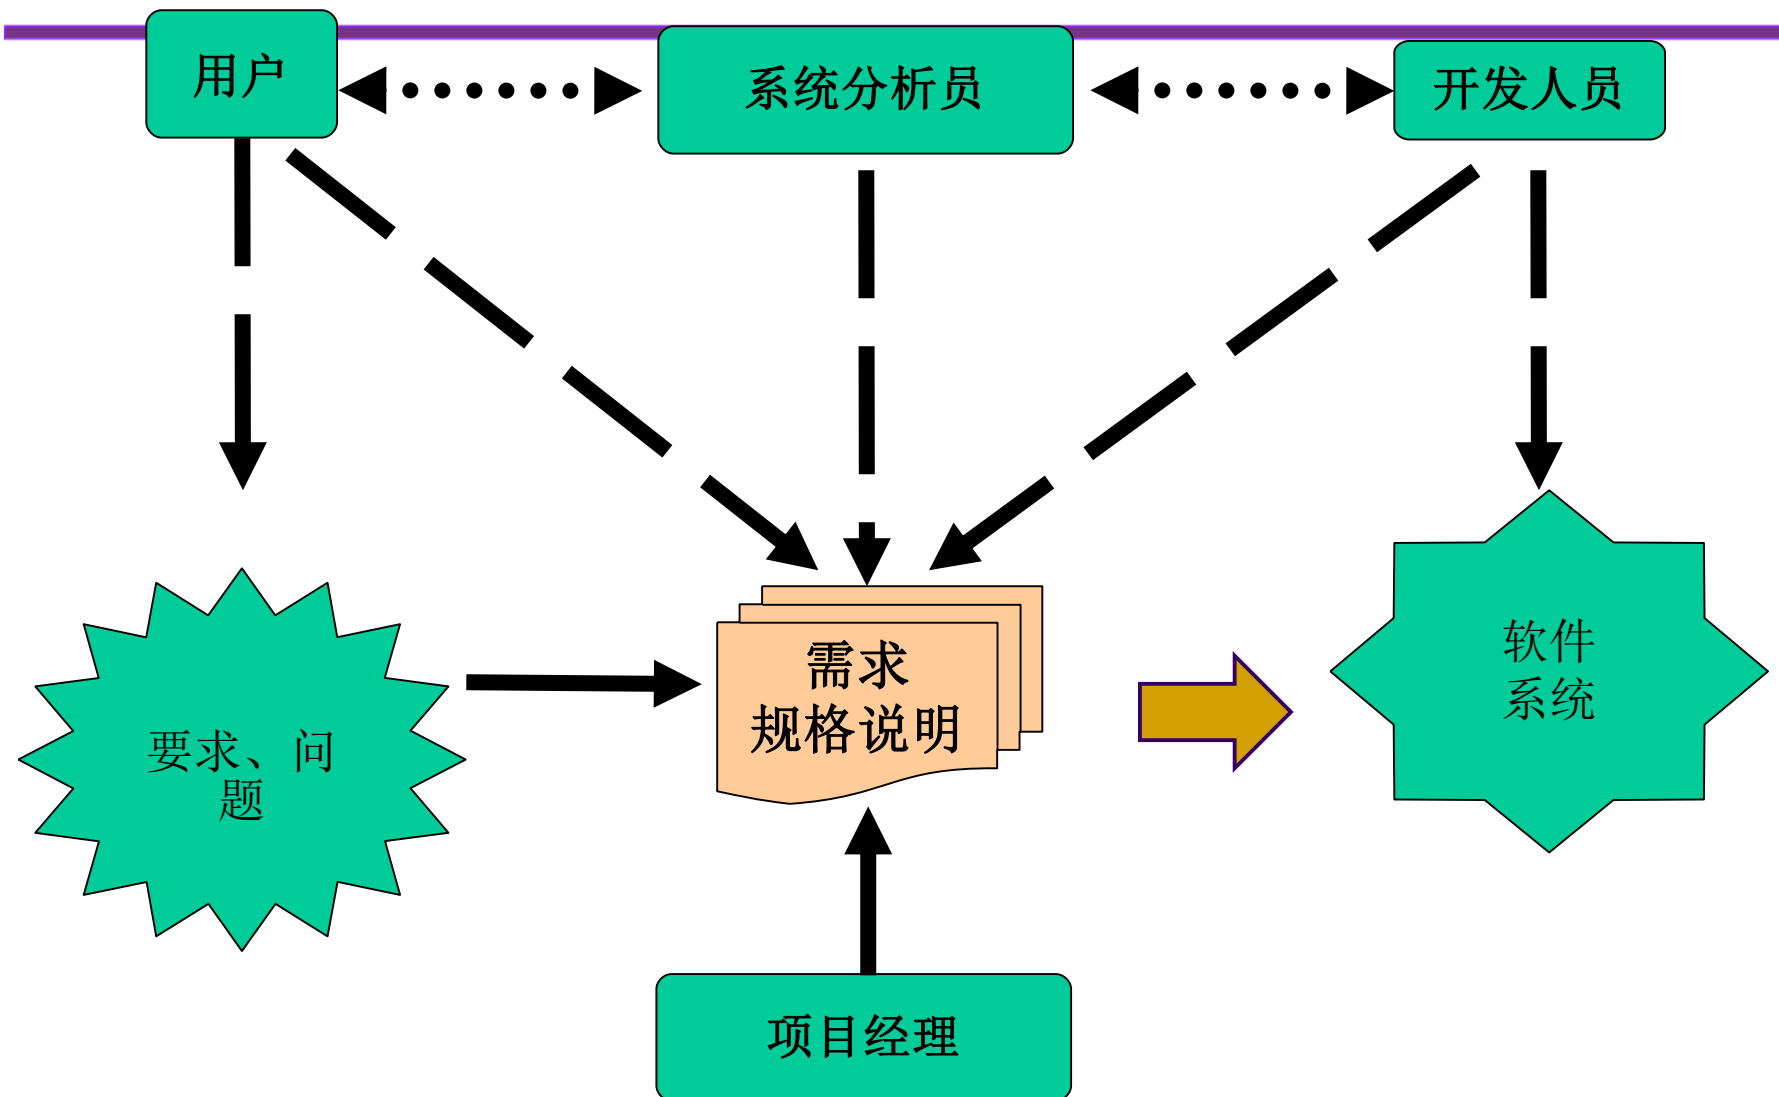 用户
系统分析员
开发人员
需求
规格说明
软件
系统
要求、问
题
项目经理